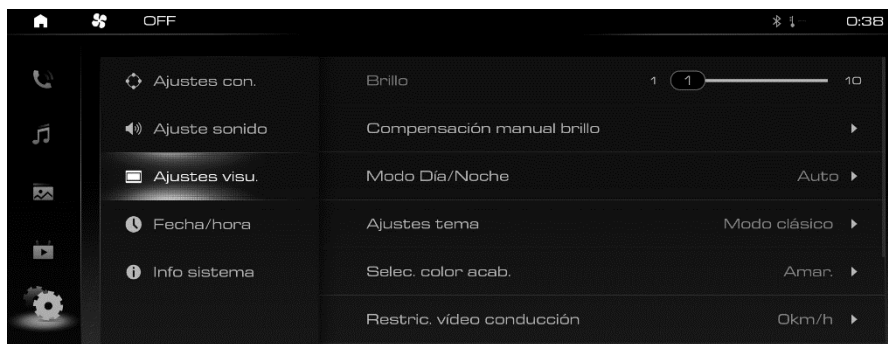 OFF 0:38
Ajustes con.
Ajuste sonido
Ajustes visu.
Fecha/hora
Info sistema
Brillo 1 1 10
Compensación manual brillo
Modo Día/Noche Auto
Ajustes tema Modo clásico
Selec. color acab. Amar.
Restric. vídeo conducción 0km/h